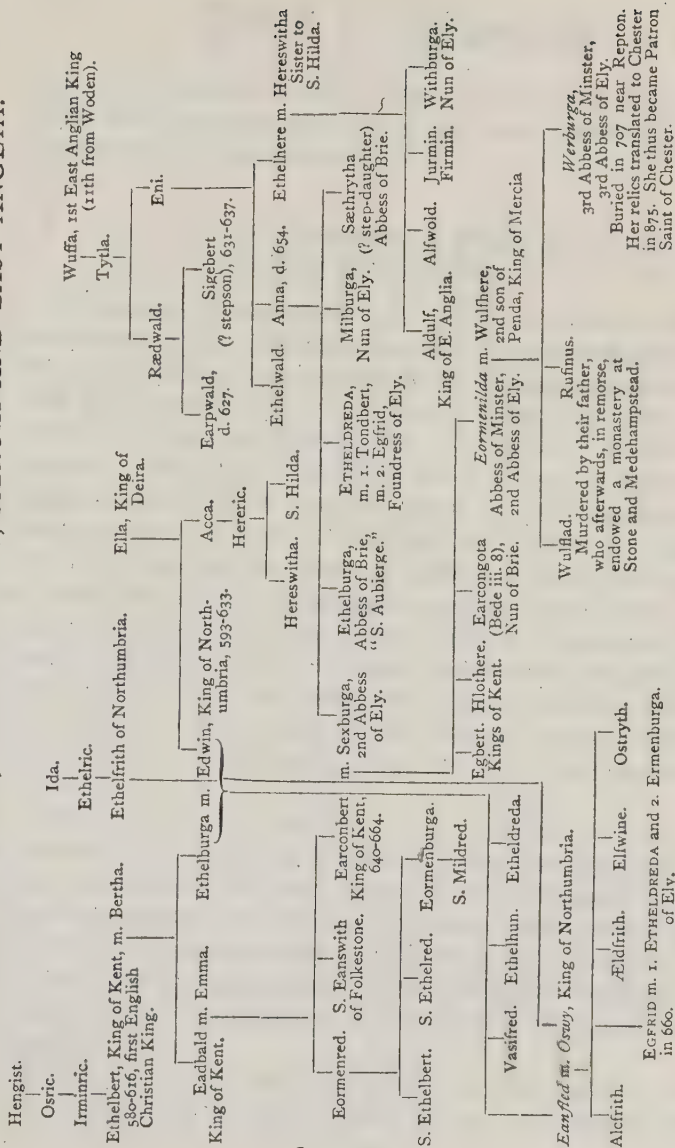 Hengist.
Osric.
Irminric.
Ethelbert, King of Kent, m. Bertha.
580-616, first English
Christian King.
Eadbald m. Emma.
King of Kent.
Ethelburga m. Edwin, King of North-
umbria, 593-633.
Ida.
Ethelric.
Ethelfrith of Northumbria.
Ella, King of
Deira.
Acca.
Hereric.
Hereswitha. S. Hilda.
Wuffa, 1st East Anglian King
(11th from Woden).
Tytla.
Rædwald.
Eni.
Earpwald,
d. 627.
Sigebert
(? stepson), 631-637.
Ethelwald.
Anna, d. 654.
Ethelhere m. Hereswitha
Sister to
S. Hilda.
Eormenred.
S. Eanswith
of Folkestone.
Earconbert
King of Kent,
640-664.
m. Sexburga,
2nd Abbess
of Ely.
Ethelburga,
Abbess of Brie,
"S. Aubierge."
ETHELDREDA,
m. 1. Tondbert,
m. 2. Egfrid,
Foundress of Ely.
Milburga,
Nun of Ely.
Sæthrytha
(? step-daughter)
Abbess of Brie.
Aldulf,
King of E. Anglia.
Alfwold.
Jurmin.
Firmin.
Withburga.
Nun of Ely.
S. Ethelbert.
S. Ethelred.
Eormenburga.
S. Mildred.
Egbert. Hlothere.
Kings of Kent.
Earcongota
(Bede iii. 8),
Nun of Brie.
Eormenilda m. Wulfhere,
Abbess of Minster,
2nd Abbess of Ely.
2nd son of
Penda, King of Mercia
Vasifred.
Ethelhun.
Etheldreda.
Wulflad.
Rufinus.
Murdered by their father,
who afterwards, in remorse,
endowed a monastery at
Stone and Medehampstead.
Werburga,
3rd Abbess of Minster,
3rd Abbess of Ely.
Buried in 707 near Repton.
Her relics translated to Chester
in 875. She thus became Patron
Saint of Chester.
Eanfled m. Oswy, King of Northumbria.
Alcfrith.
Ældfrith.
Elfwine.
Ostryth.
EGFRID m. 1. ETHELDREDA and 2. Ermenburga.
in 660.
of Ely.